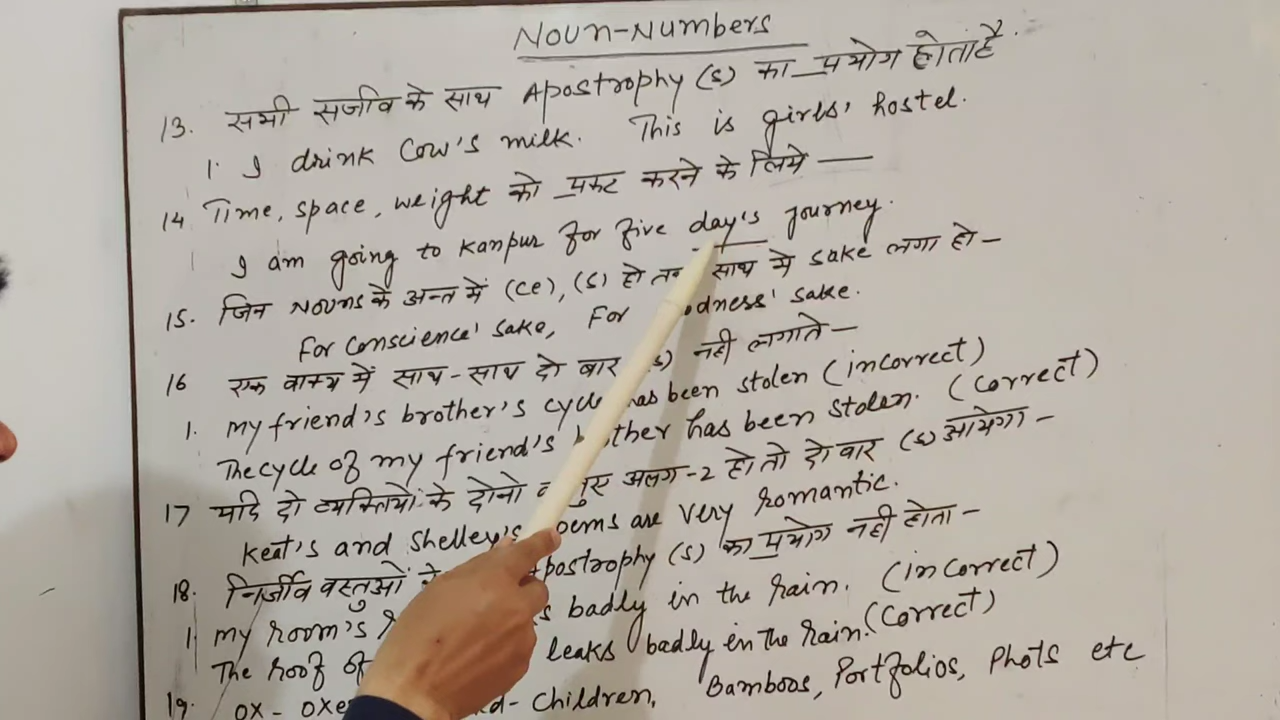 Noun-Numbers
13. सभी सजीव के साथ Apostrophy (s) का प्रयोग होता है.
1. I drink Cow's milk. This is girls' hostel.
14 Time, space, weight को प्रकट करने के लिये —
I am going to Kanpur for five day's journey.
15. जिन Nouns के अन्त में (ce), (s) हो साथ मे sake लगा हो -
For Conscience' sake, For sake.
16 एक वाक्य में साथ-साथ दो बार नही लगाते -
1. my friend's brother's has been stolen (incorrect)
The cycle of my friend's has been stolen. (correct)
17 यदि दो व्यक्तियों के दोनो अलग-2 हो तो दो बार (s) आयेगा -
Keat's and Shelley's are very romantic.
18. निर्जीव वस्तुओं (s) का प्रयोग नही होता -
1. my room's badly in the rain. (incorrect)
The roof of leaks badly in the rain. (Correct)
19. ox - Children, Bamboos, Portfolios, Phots etc